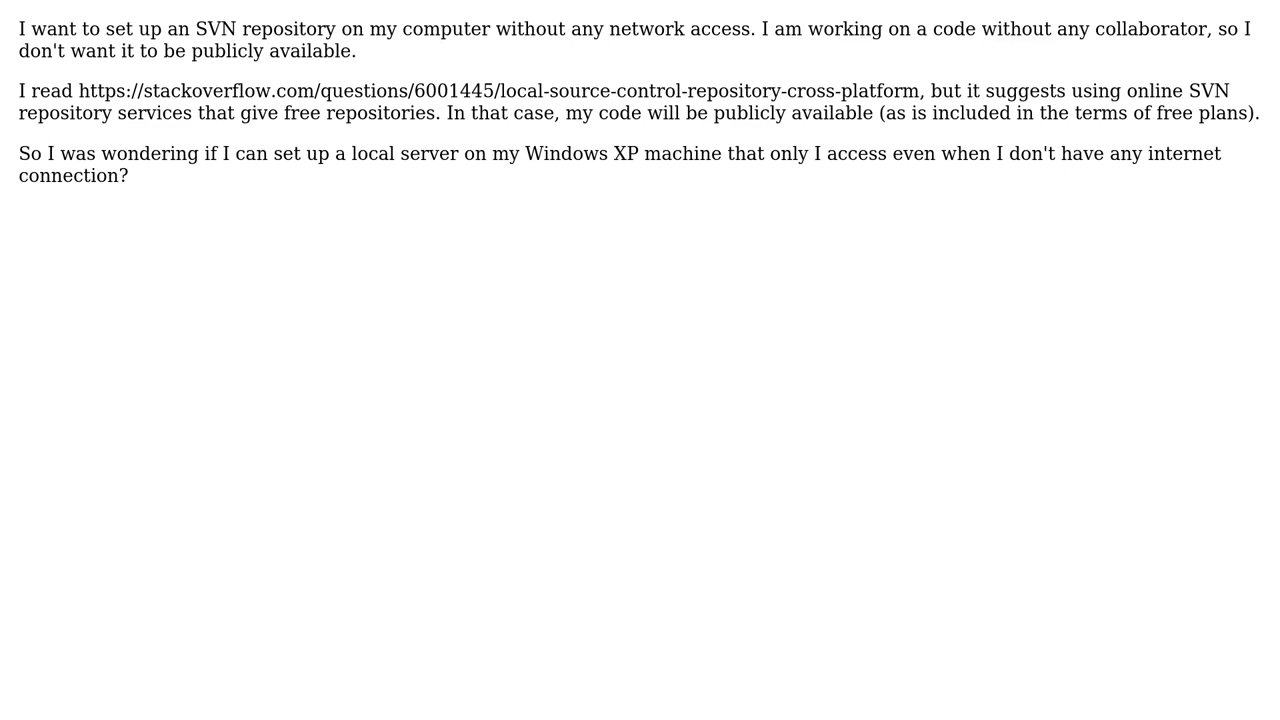 I want to set up an SVN repository on my computer without any network access. I am working on a code without any collaborator, so I
don't want it to be publicly available.
I read https://stackoverflow.com/questions/6001445/local-source-control-repository-cross-platform, but it suggests using online SVN
repository services that give free repositories. In that case, my code will be publicly available (as is included in the terms of free plans).
So I was wondering if I can set up a local server on my Windows XP machine that only I access even when I don't have any internet
connection?